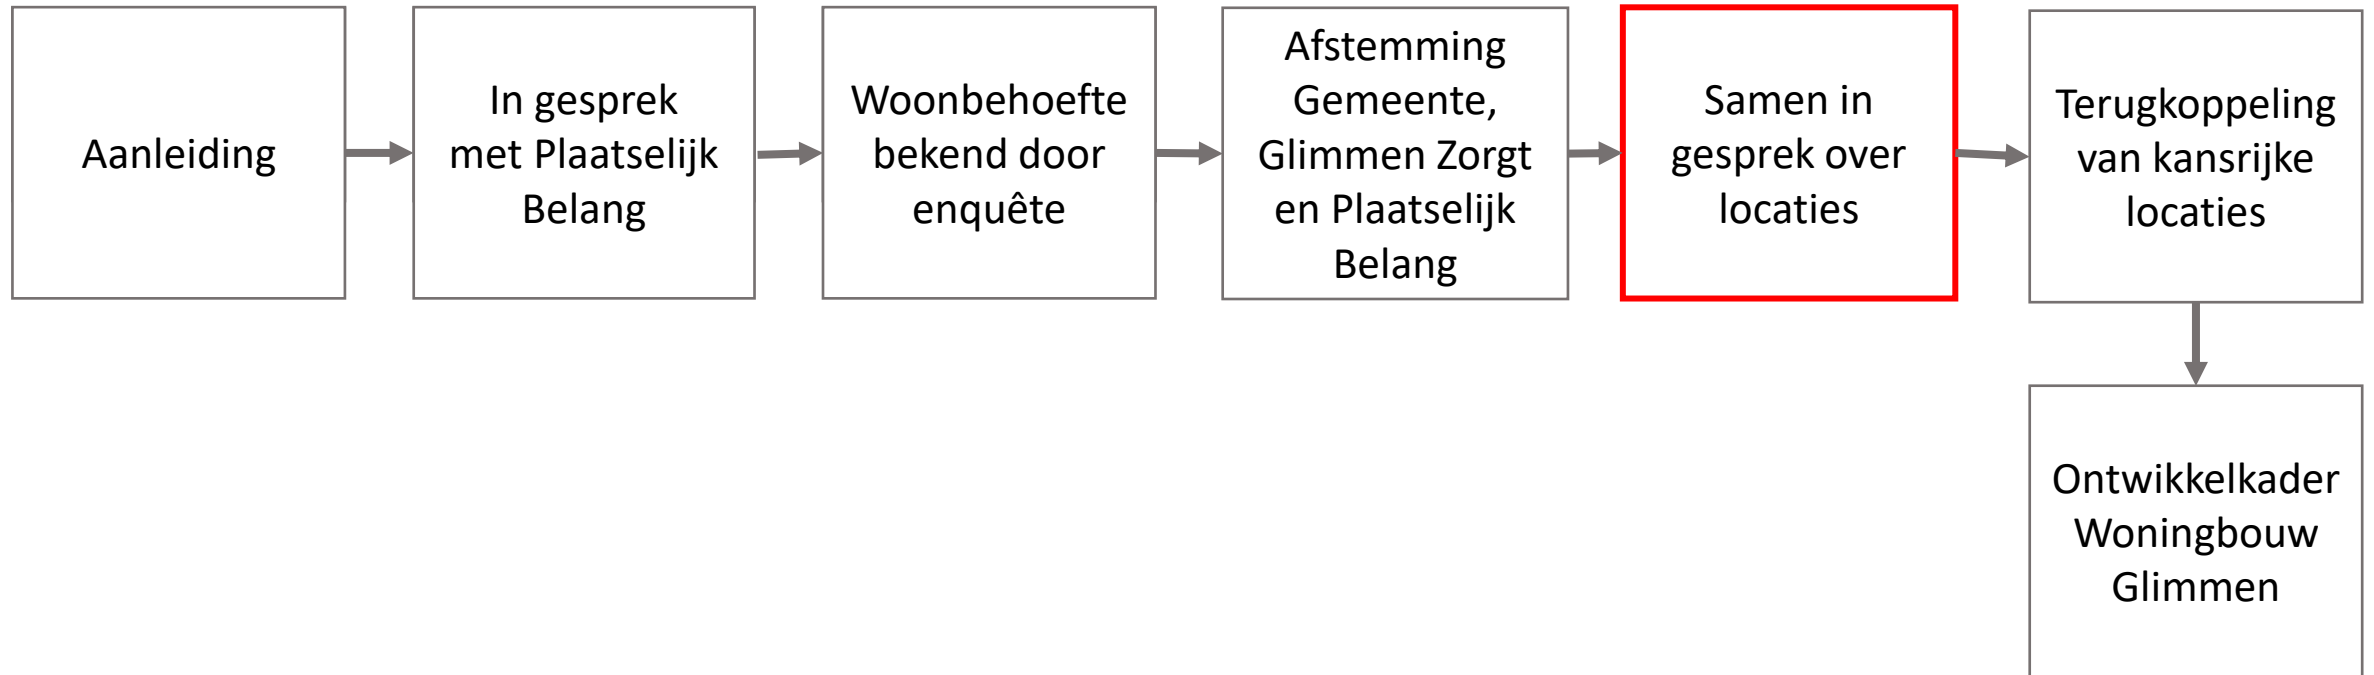 Aanleiding
In gesprek
met Plaatselijk
Belang
Woonbehoefte
bekend door
enquête
Afstemming
Gemeente,
Glimmen Zorgt
en Plaatselijk
Belang
Samen in
gesprek over
locaties
Terugkoppeling
van kansrijke
locaties
Ontwikkelkader
Woningbouw
Glimmen